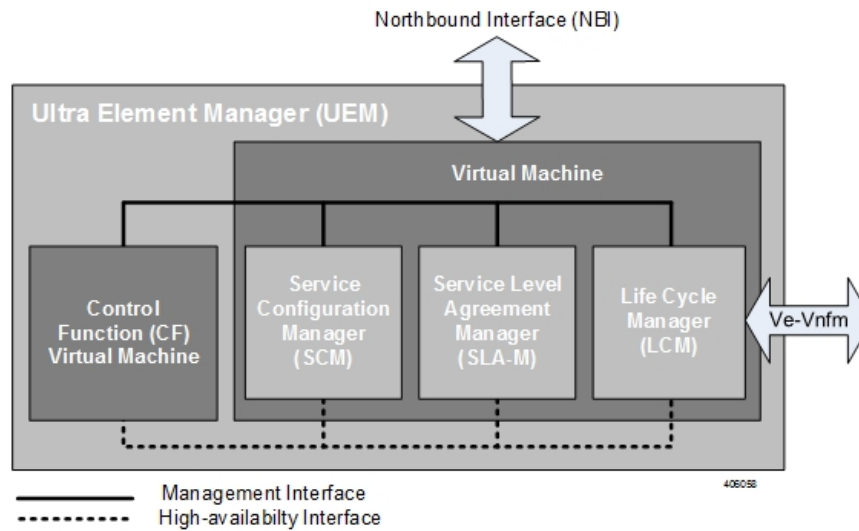 Northbound Interface (NBI)
Ultra Element Manager (UEM)
Virtual Machine
Control
Function (CF)
Virtual Machine
Service
Configuration
Manager
(SCM)
Service Level
Agreement
Manager
(SLA-M)
Life Cycle
Manager
(LCM)
Ve-Vnfm
406058
Management Interface
High-availabilty Interface